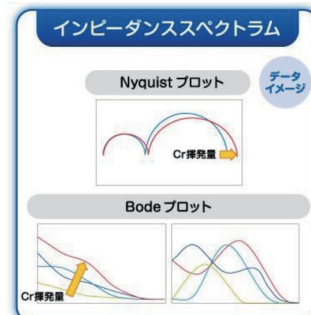 インピーダンススペクトラム
データ
イメージ
Nyquist プロット
Cr揮発量
Bode プロット
Cr揮発量